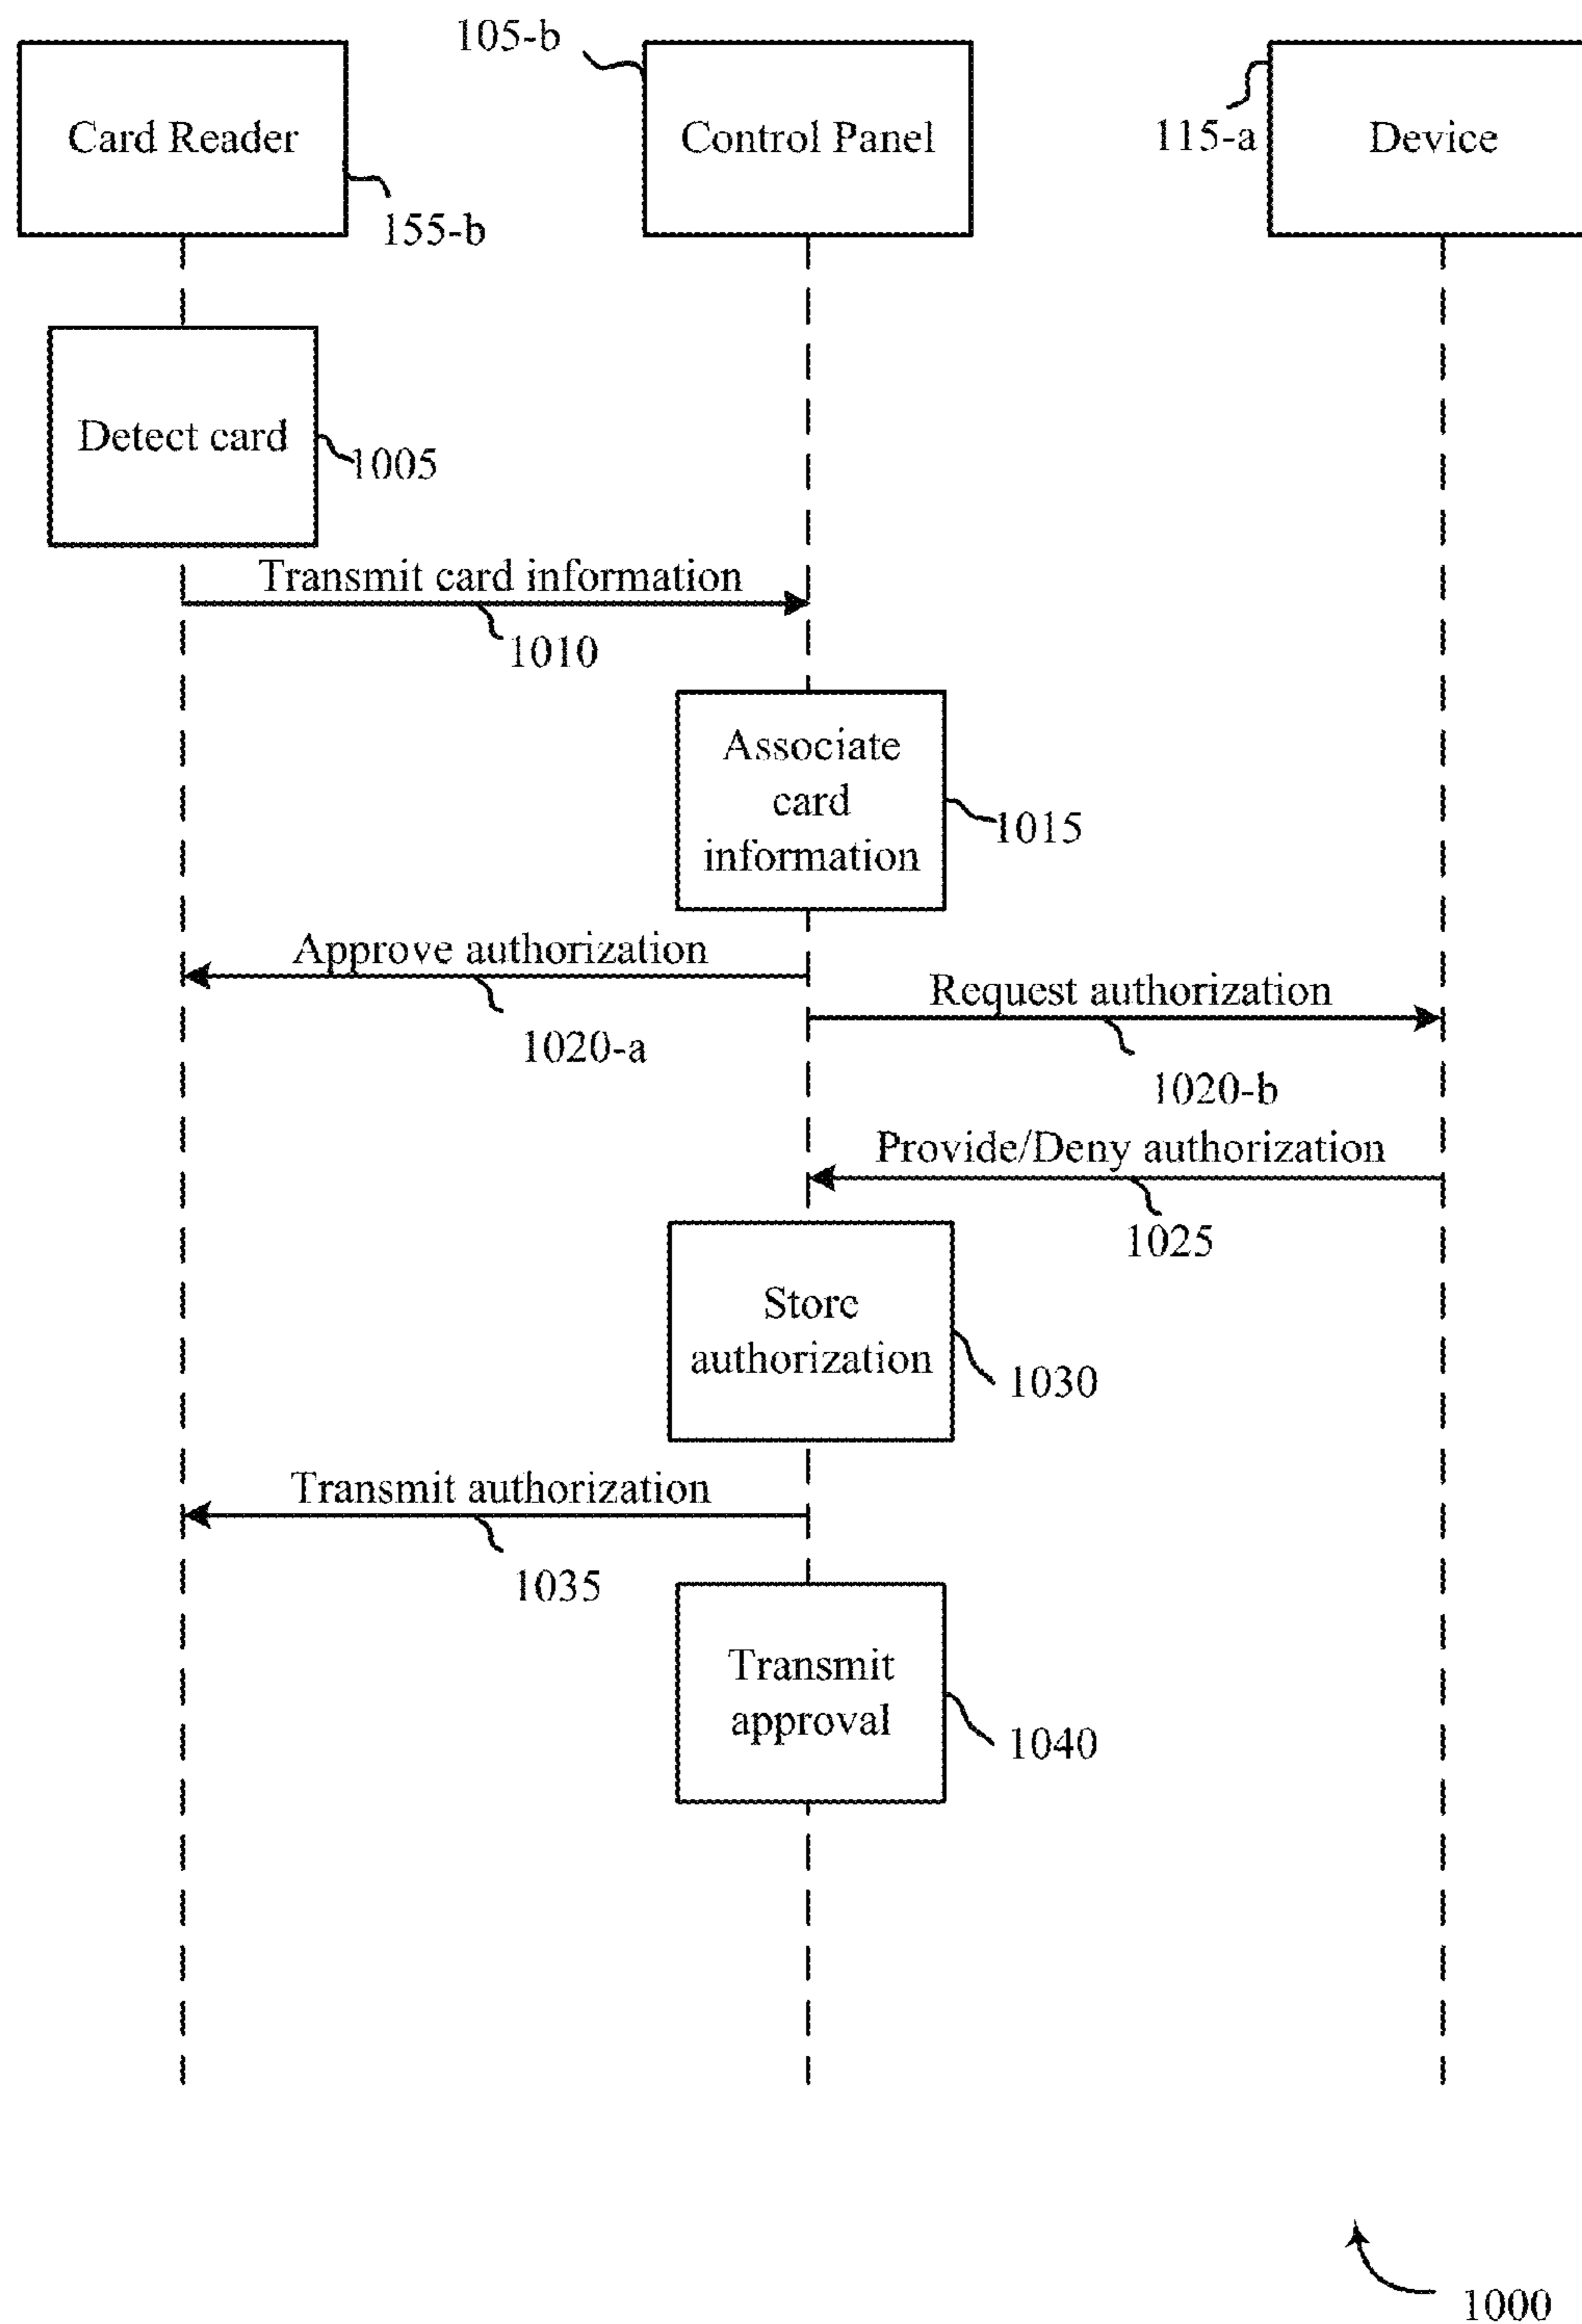 105-b
Card Reader
Control Panel
115-a
Device
155-b
Detect card
1005
Transmit card information
1010
Associate
card
information
1015
Approve authorization
Request authorization
1020-a
1020-b
Provide/Deny authorization
1025
Store
authorization
1030
Transmit authorization
1035
Transmit
approval
1040
1000